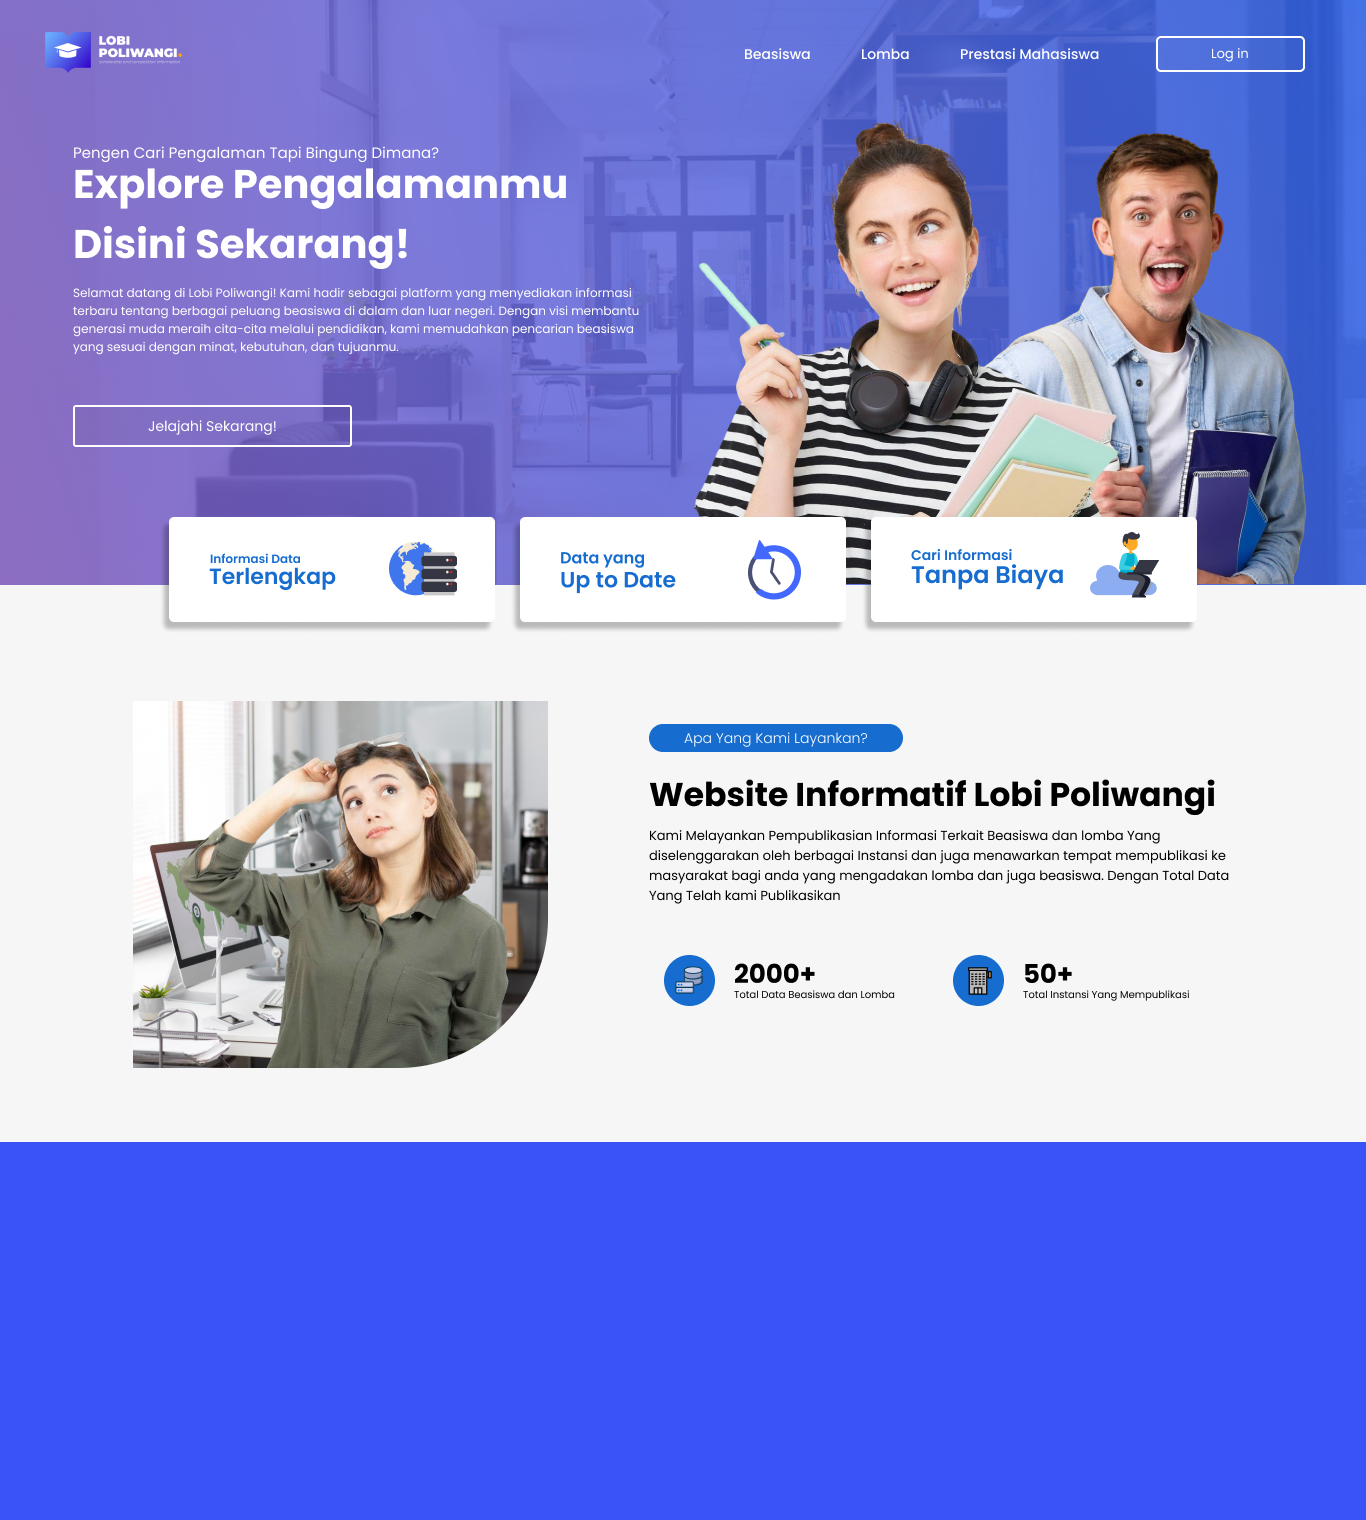 LOBI
POLIWANGI.
Beasiswa
Lomba
Prestasi Mahasiswa
Log in
Pengen Cari Pengalaman Tapi Bingung Dimana?
Explore Pengalamanmu
Disini Sekarang!
Selamat datang di Lobi Poliwangi! Kami hadir sebagai platform yang menyediakan informasi
terbaru tentang berbagai peluang beasiswa di dalam dan luar negeri. Dengan visi membantu
generasi muda meraih cita-cita melalui pendidikan, kami memudahkan pencarian beasiswa
yang sesuai dengan minat, kebutuhan, dan tujuanmu.
Jelajahi Sekarang!
Informasi Data
Terlengkap
Data yang
Up to Date
Cari Informasi
Tanpa Biaya
Apa Yang Kami Layankan?
Website Informatif Lobi Poliwangi
Kami Melayankan Pempublikasian Informasi Terkait Beasiswa dan lomba Yang
diselenggarakan oleh berbagai Instansi dan juga menawarkan tempat mempublikasi ke
masyarakat bagi anda yang mengadakan lomba dan juga beasiswa. Dengan Total Data
Yang Telah kami Publikasikan
2000+
Total Data Beasiswa dan Lomba
50+
Total Instansi Yang Mempublikasi